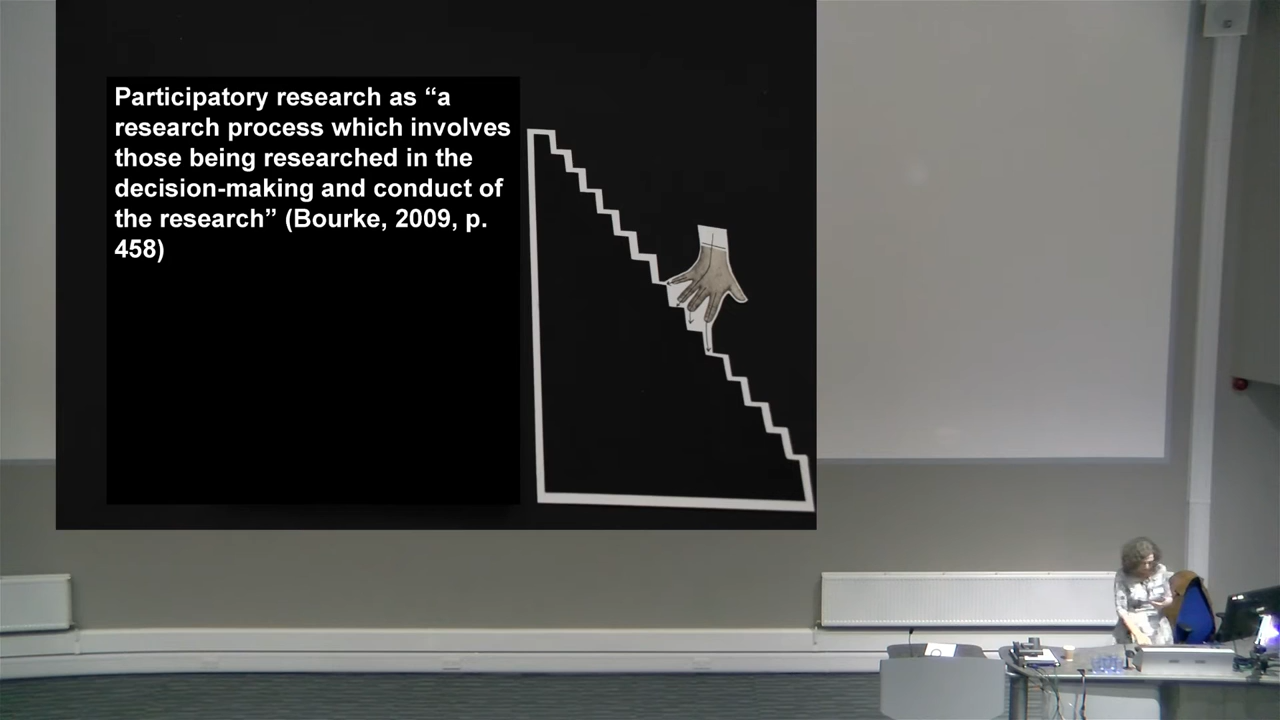 Participatory research as “a
research process which involves
those being researched in the
decision-making and conduct of
the research” (Bourke, 2009, p.
458)